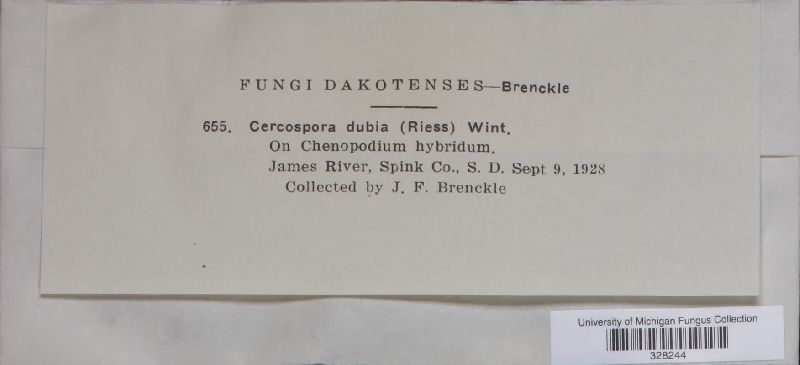 FUNGI DAKOTENSES—Brenckle
655. Cercospora dubia (Riess) Wint.
On Chenopodium hybridum.
James River, Spink Co., S. D. Sept 9, 1928
Collected by J. F. Brenckle
University of Michigan Fungus Collection
328244